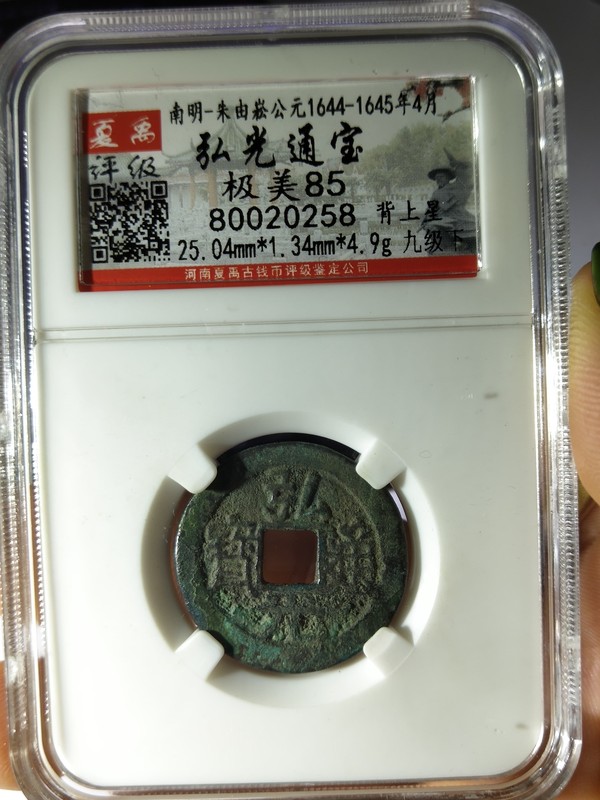 南明-朱由崧公元1644-1645年4月
夏禹
评级
弘光通宝
极美85
80020258 背上星
25.04mm*1.34mm*4.9g 九级下
河南夏禹古钱币评级鉴定公司
弘
寶 通
光